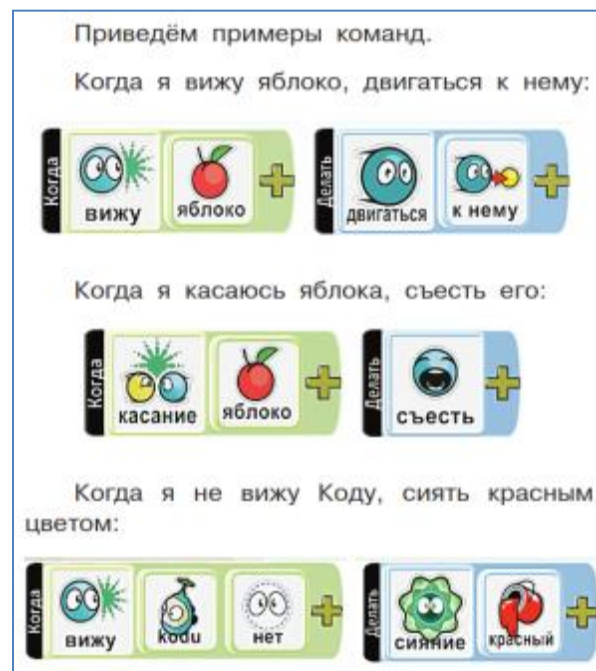 Приведём примеры команд.
Когда я вижу яблоко, двигаться к нему:
Когда вижу яблоко Делать двигаться к нему
Когда я касаюсь яблока, съесть его:
Когда касание яблоко Делать съесть
Когда я не вижу Коду, сиять красным
цветом:
Когда вижу kodu нет Делать сияние красный